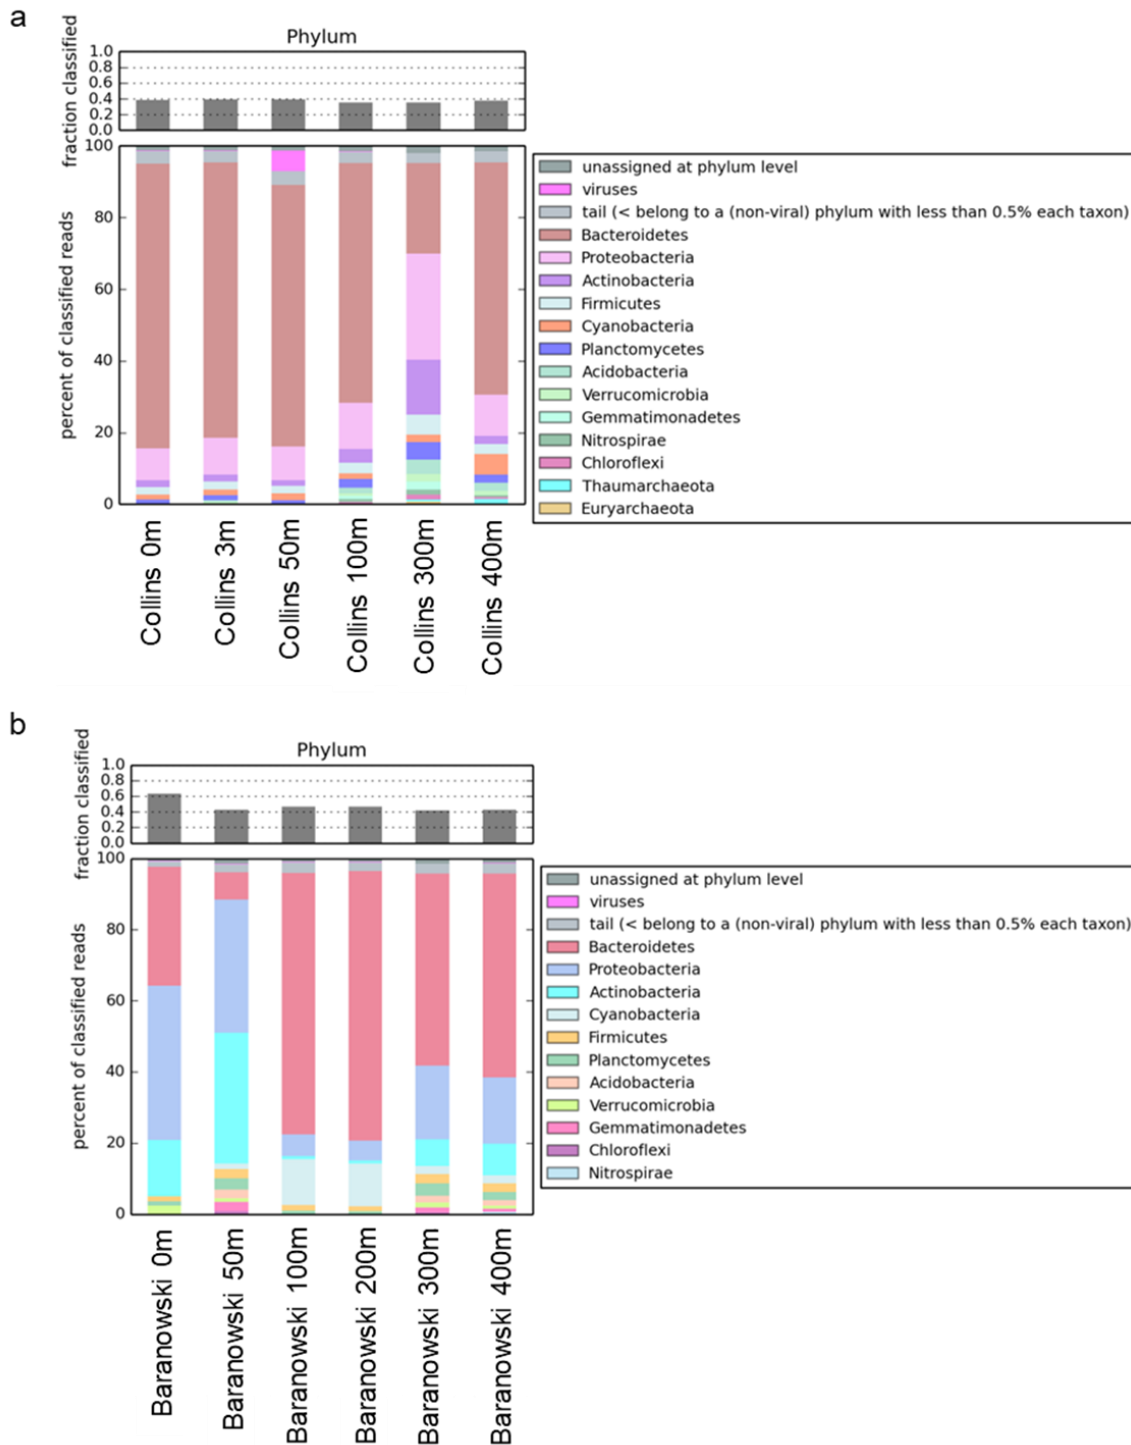 a
Phylum
fraction classified
1.0
0.8
0.6
0.4
0.2
0.0
percent of classified reads
100
80
60
40
20
0
unassigned at phylum level
viruses
tail (< belong to a (non-viral) phylum with less than 0.5% each taxon)
Bacteroidetes
Proteobacteria
Actinobacteria
Firmicutes
Cyanobacteria
Planctomycetes
Acidobacteria
Verrucomicrobia
Gemmatimonadetes
Nitrospirae
Chloroflexi
Thaumarchaeota
Euryarchaeota
Collins 0m
Collins 3m
Collins 50m
Collins 100m
Collins 300m
Collins 400m
b
Phylum
fraction classified
1.0
0.8
0.6
0.4
0.2
0.0
percent of classified reads
100
80
60
40
20
0
unassigned at phylum level
viruses
tail (< belong to a (non-viral) phylum with less than 0.5% each taxon)
Bacteroidetes
Proteobacteria
Actinobacteria
Cyanobacteria
Firmicutes
Planctomycetes
Acidobacteria
Verrucomicrobia
Gemmatimonadetes
Chloroflexi
Nitrospirae
Baranowski 0m
Baranowski 50m
Baranowski 100m
Baranowski 200m
Baranowski 300m
Baranowski 400m